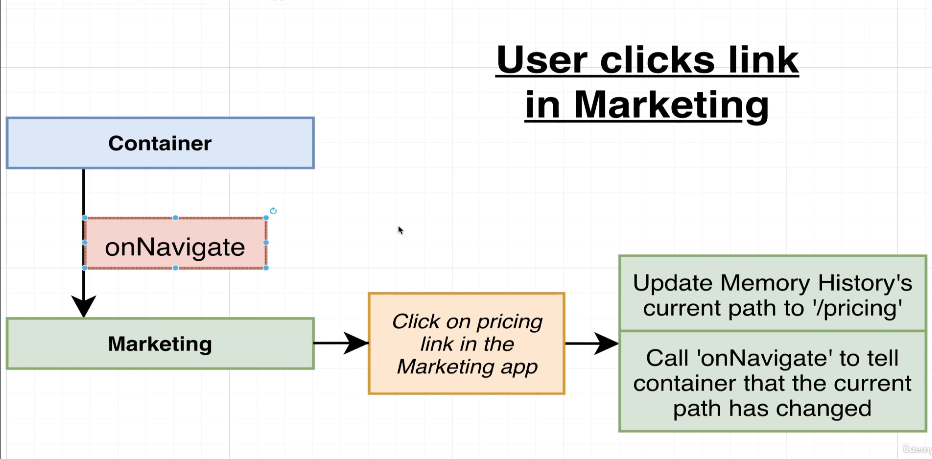 User clicks link
in Marketing
Container
onNavigate
Marketing
Click on pricing
link in the
Marketing app
Update Memory History's
current path to '/pricing'
Call 'onNavigate' to tell
container that the current
path has changed
Udemy